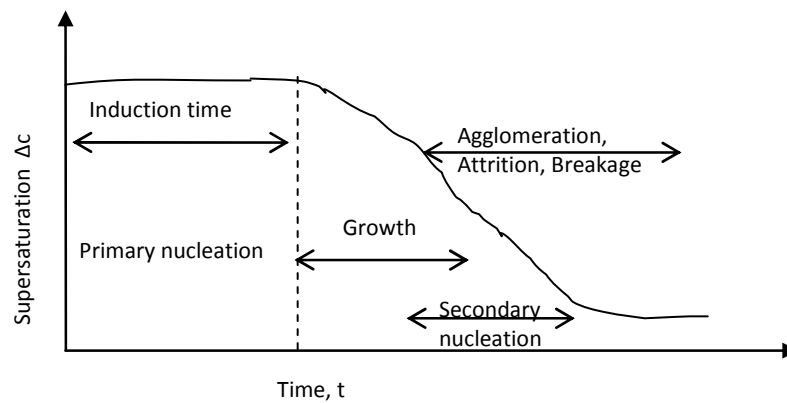 Supersaturation Δc
Induction time
Agglomeration,
Attrition, Breakage
Growth
Primary nucleation
Secondary
nucleation
Time, t